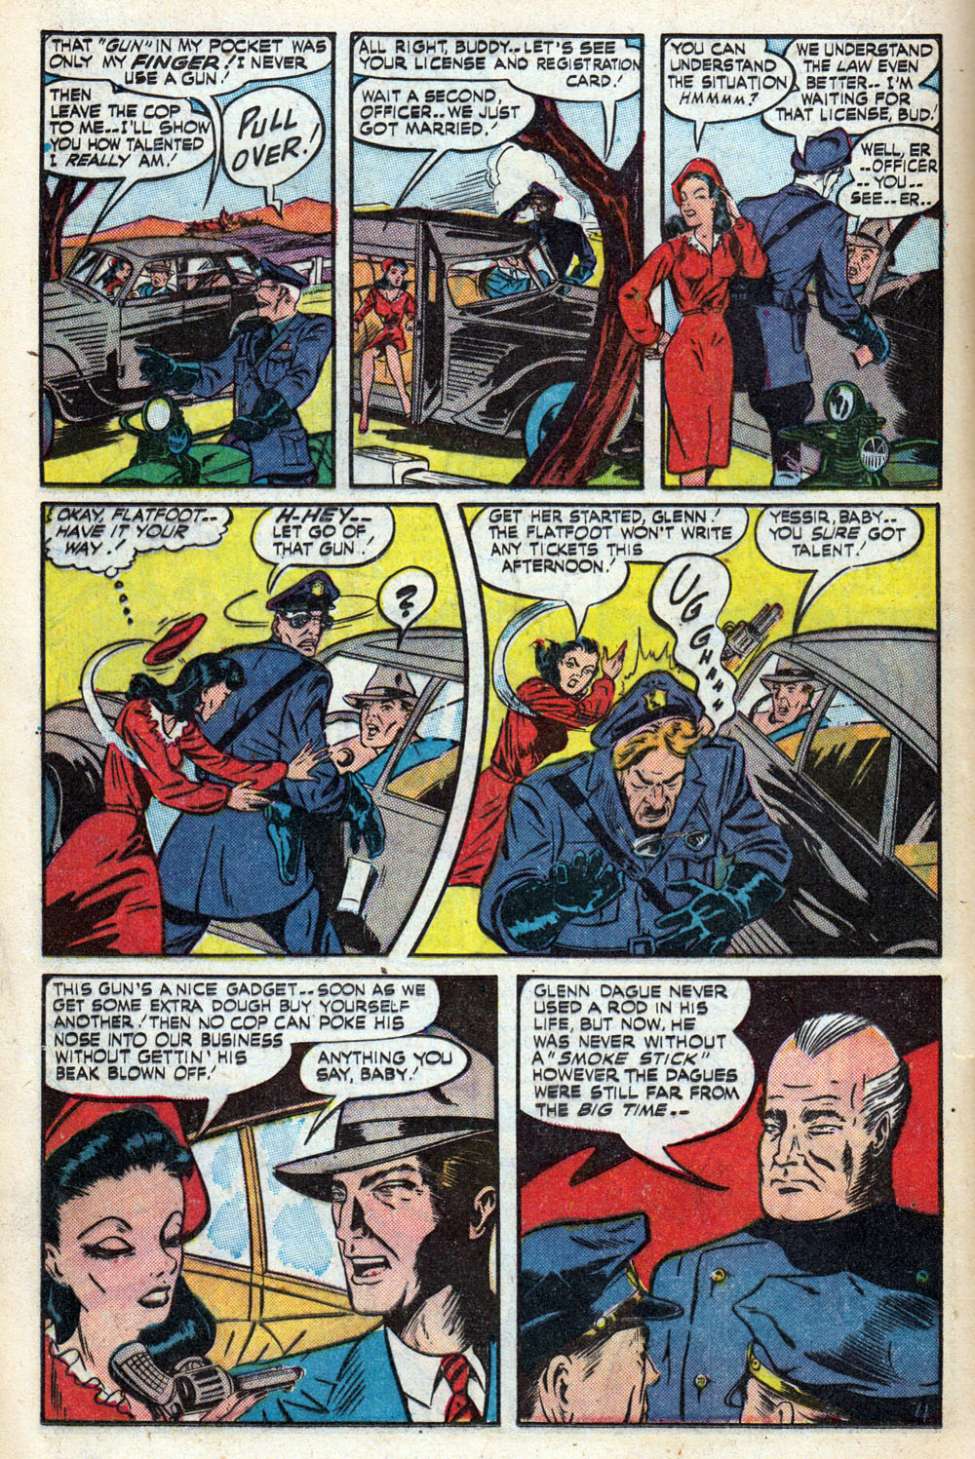 THAT "GUN" IN MY POCKET WAS
ONLY MY FINGER! I NEVER
USE A GUN!
THEN
LEAVE THE COP
TO ME-- I'LL SHOW
YOU HOW TALENTED
I REALLY AM!
PULL
OVER!
ALL RIGHT, BUDDY-- LET'S SEE
YOUR LICENSE AND REGISTRATION
CARD!
WAIT A SECOND,
OFFICER-- WE JUST
GOT MARRIED!
YOU CAN
UNDERSTAND
THE SITUATION
HMMMM?
WE UNDERSTAND
THE LAW EVEN
BETTER-- I'M
WAITING FOR
THAT LICENSE, BUD!
WELL, ER
--OFFICER
--YOU--
SEE--ER--
OKAY, FLATFOOT--
HAVE IT YOUR
WAY!
H-HEY--
LET GO OF
THAT GUN!
?
GET HER STARTED, GLENN!
THE FLATFOOT WON'T WRITE
ANY TICKETS THIS
AFTERNOON!
UGGHHHH
YESSIR, BABY--
YOU SURE GOT
TALENT!
THIS GUN'S A NICE GADGET-- SOON AS WE
GET SOME EXTRA DOUGH BUY YOURSELF
ANOTHER! THEN NO COP CAN POKE HIS
NOSE INTO OUR BUSINESS
WITHOUT GETTIN' HIS
BEAK BLOWN OFF!
ANYTHING YOU
SAY, BABY!
GLENN DAGUE NEVER
USED A ROD IN HIS
LIFE, BUT NOW, HE
WAS NEVER WITHOUT
A "SMOKE STICK"
HOWEVER THE DAGUES
WERE STILL FAR FROM
THE BIG TIME--
11